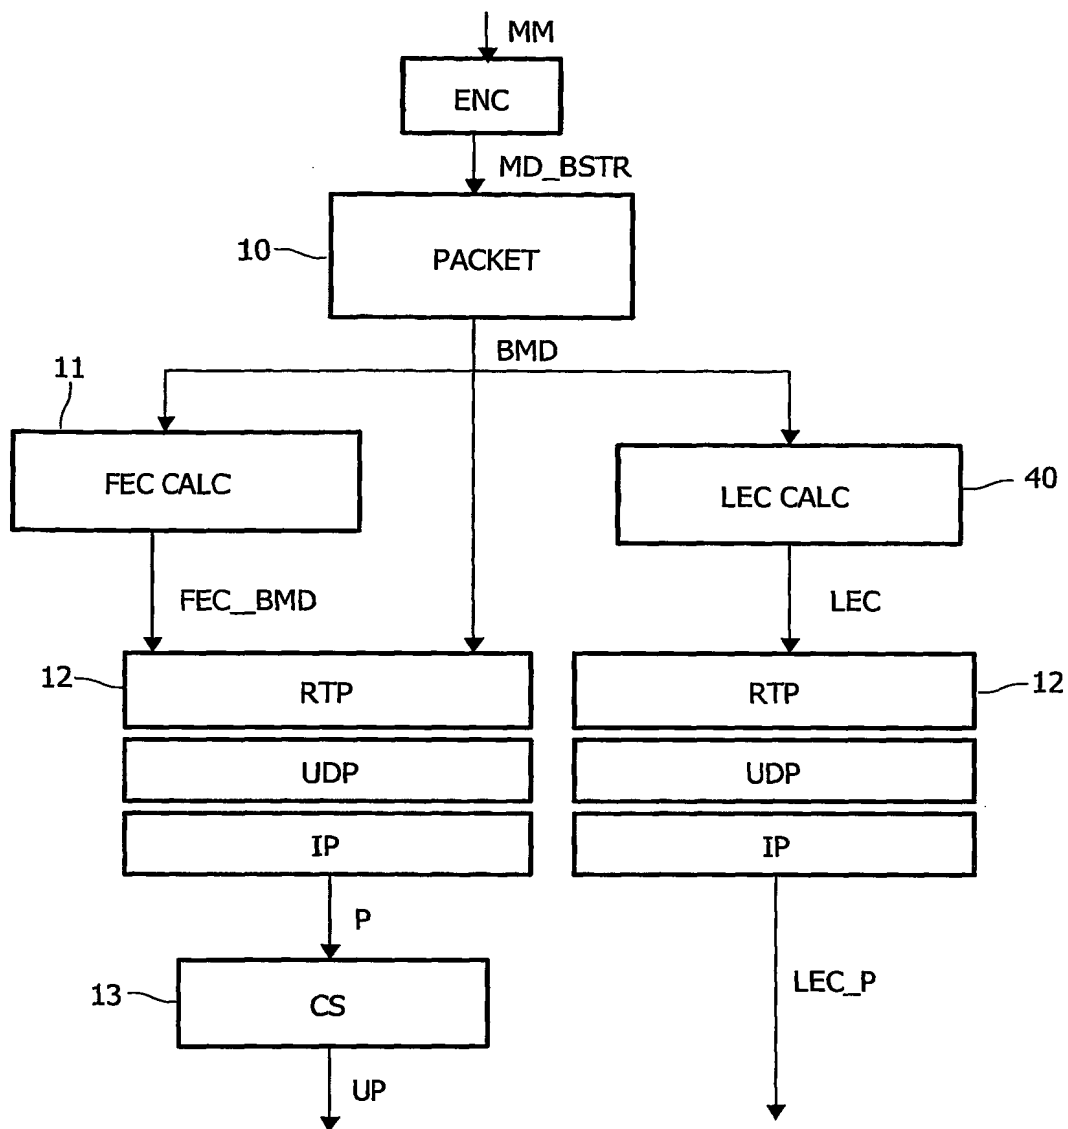 MM
ENC
MD_BSTR
10
PACKET
BMD
11
FEC CALC
LEC CALC
40
FEC_BMD
LEC
12
RTP
RTP
12
UDP
UDP
IP
IP
P
13
CS
LEC_P
UP